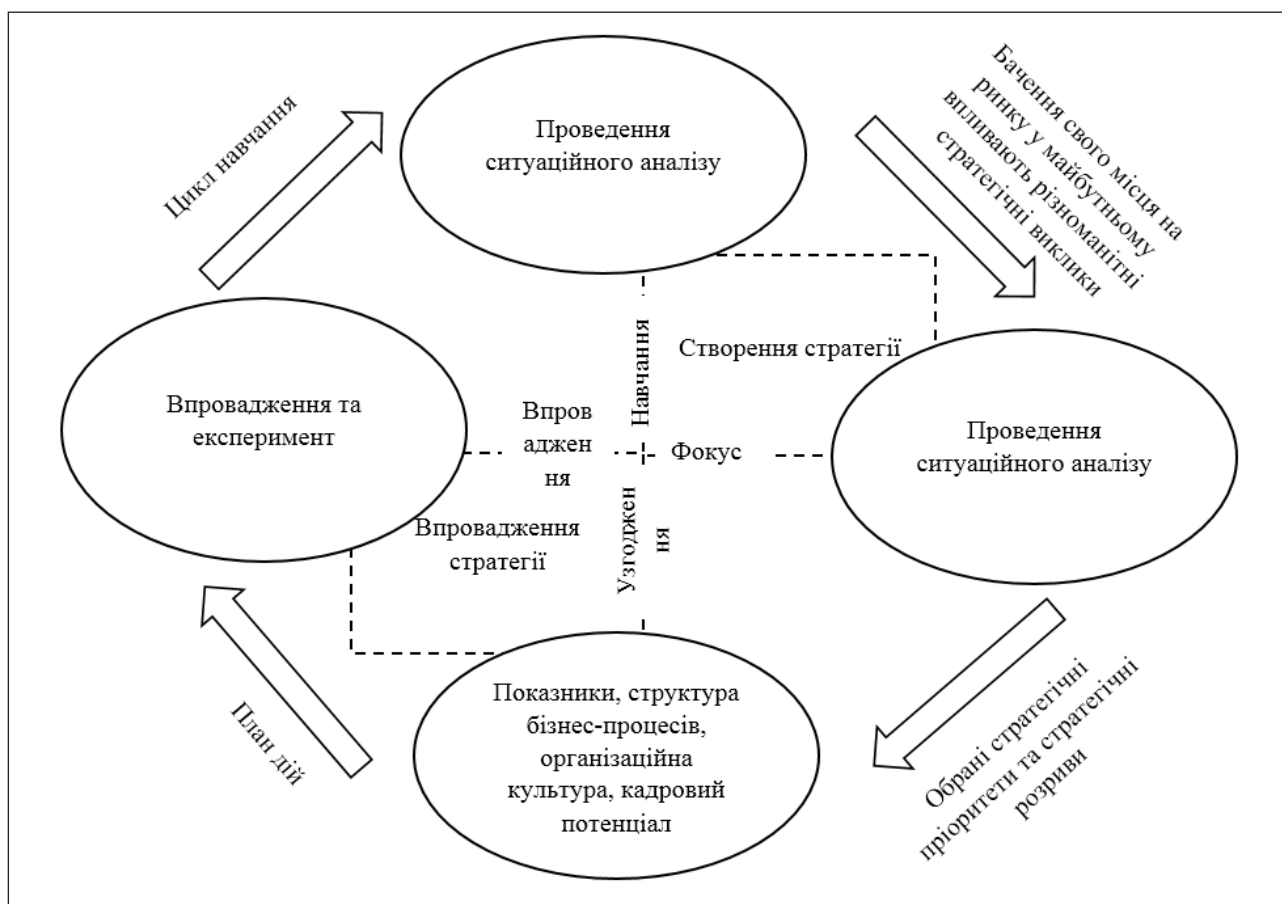 Проведення
ситуаційного аналізу
Цикл навчання
Бачення свого місця на
ринку у майбутньому
впливають різноманітні
стратегічні виклики
Навчання
Створення стратегії
Впровадження та
експеримент
Впров
аджен
ня
Фокус
Проведення
ситуаційного аналізу
Впровадження
стратегії
Узгоджен
ня
Показники, структура
бізнес-процесів,
організаційна
культура, кадровий
потенціал
План дій
Обрані стратегічні
пріоритети та стратегічні
розриви